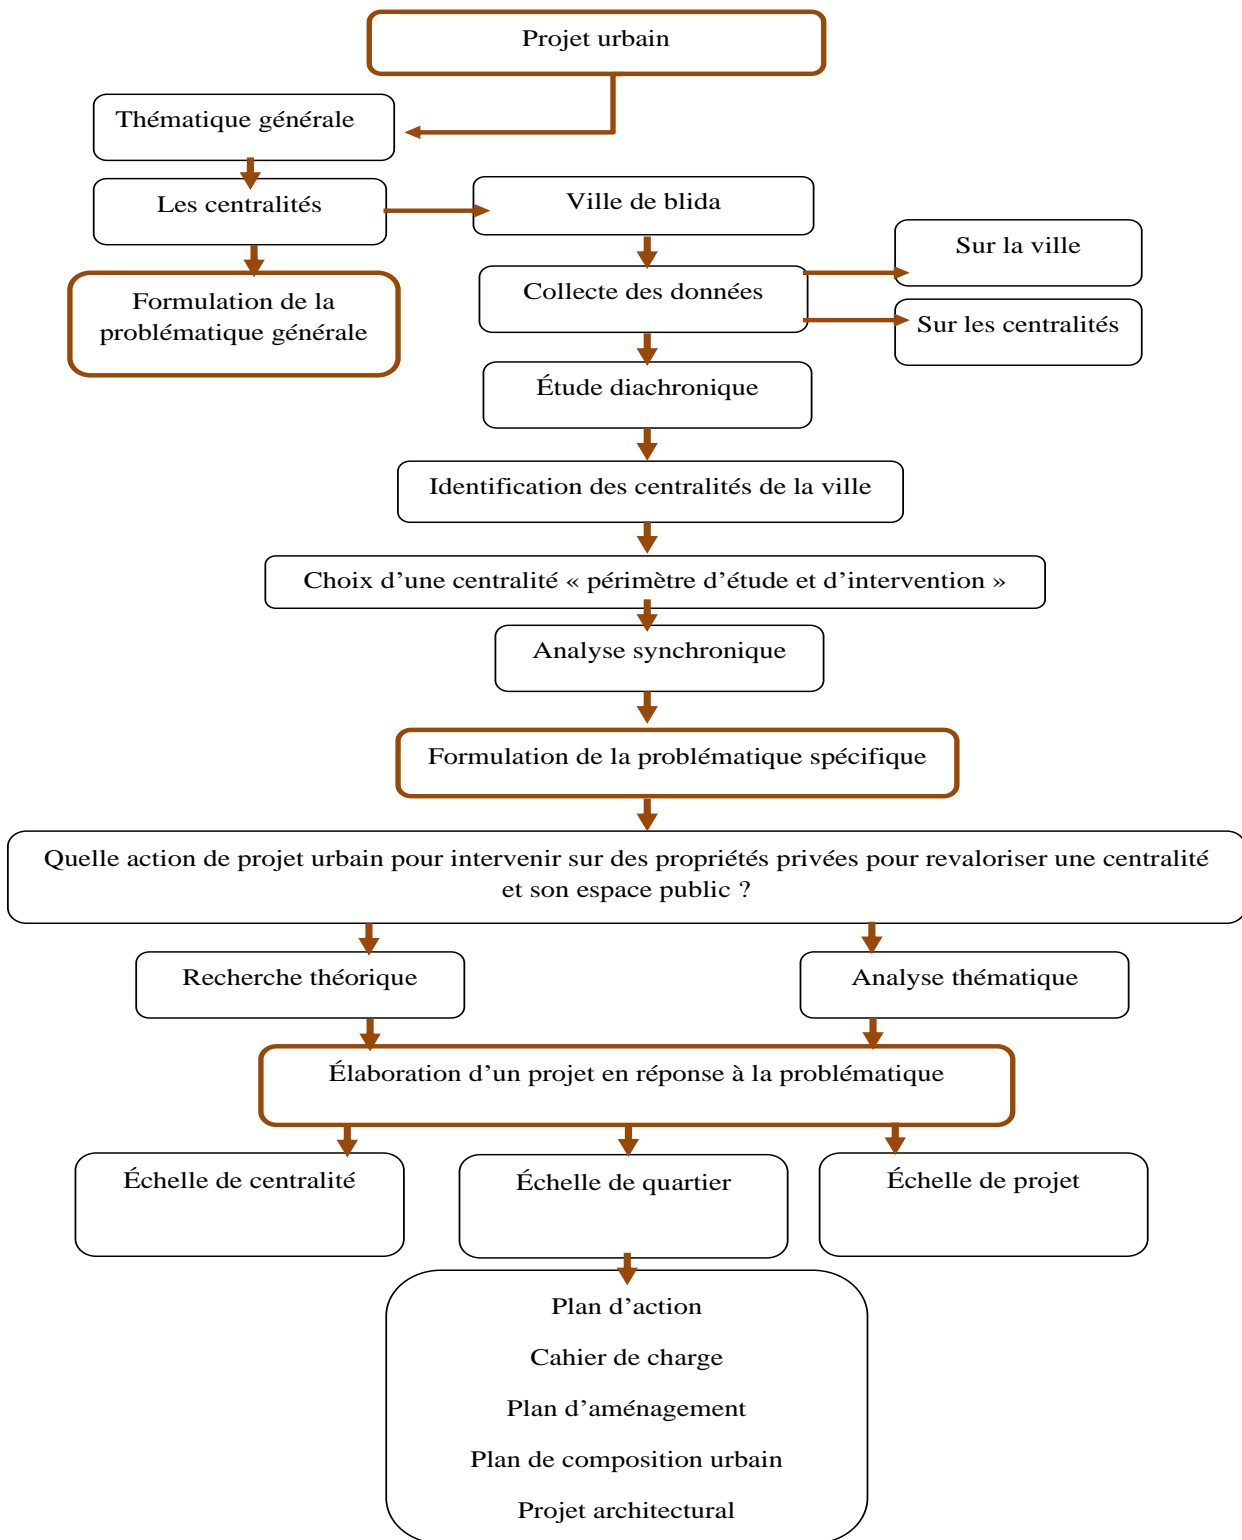 Projet urbain
Thématique générale
Les centralités
Ville de blida
Sur la ville
Collecte des données
Formulation de la
problématique générale
Sur les centralités
Étude diachronique
Identification des centralités de la ville
Choix d’une centralité « périmètre d’étude et d’intervention »
Analyse synchronique
Formulation de la problématique spécifique
Quelle action de projet urbain pour intervenir sur des propriétés privées pour revaloriser une centralité
et son espace public ?
Recherche théorique
Analyse thématique
Élaboration d’un projet en réponse à la problématique
Échelle de centralité
Échelle de quartier
Échelle de projet
Plan d’action
Cahier de charge
Plan d’aménagement
Plan de composition urbain
Projet architectural